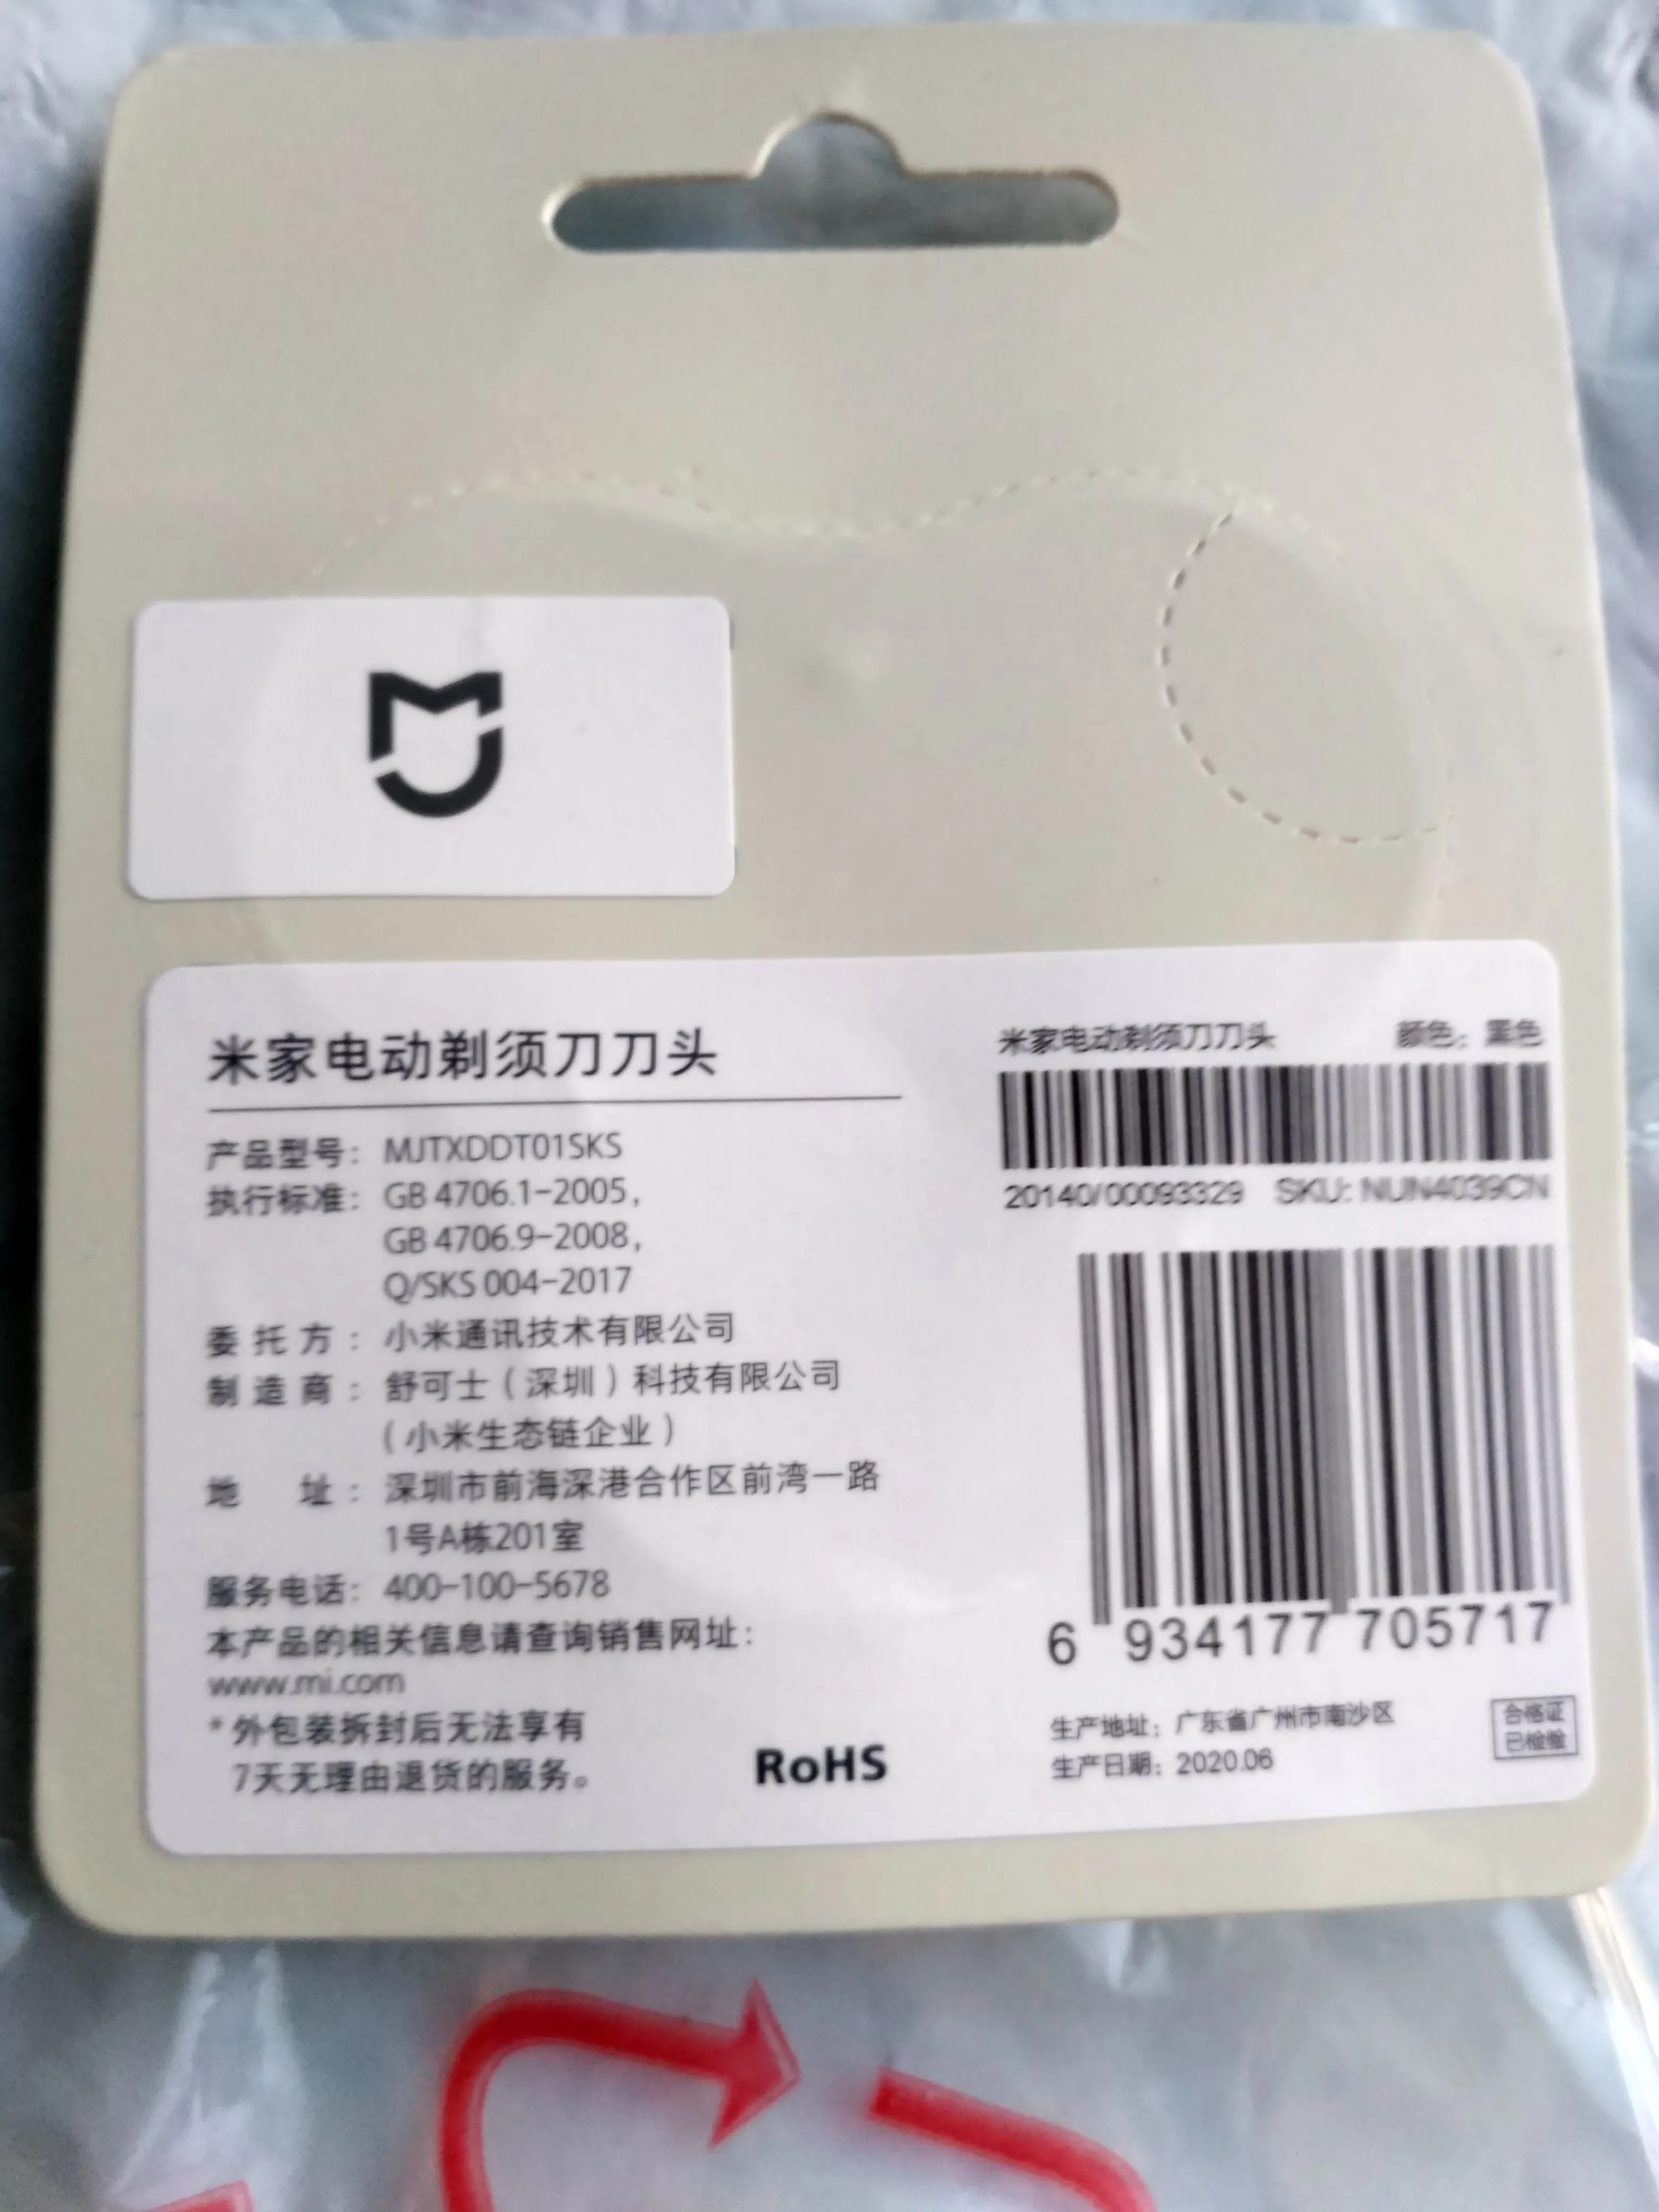 米家电动剃须刀刀头
产品型号： MJTXDDT01SKS
执行标准： GB 4706.1-2005,
GB 4706.9-2008,
Q/SKS 004-2017
委托方： 小米通讯技术有限公司
制造商： 舒可士（深圳）科技有限公司
（小米生态链企业）
地址： 深圳市前海深港合作区前湾一路
1号A栋201室
服务电话： 400-100-5678
本产品的相关信息请查询销售网址：
www.mi.com
* 外包装拆封后无法享有
7天无理由退货的服务。
RoHS
米家电动剃须刀刀头 颜色：黑色
20140/00093329 SKU: NUN4039CN
6 934177 705717
生产地址：广东省广州市南沙区
生产日期：2020.06
合格证
已检验